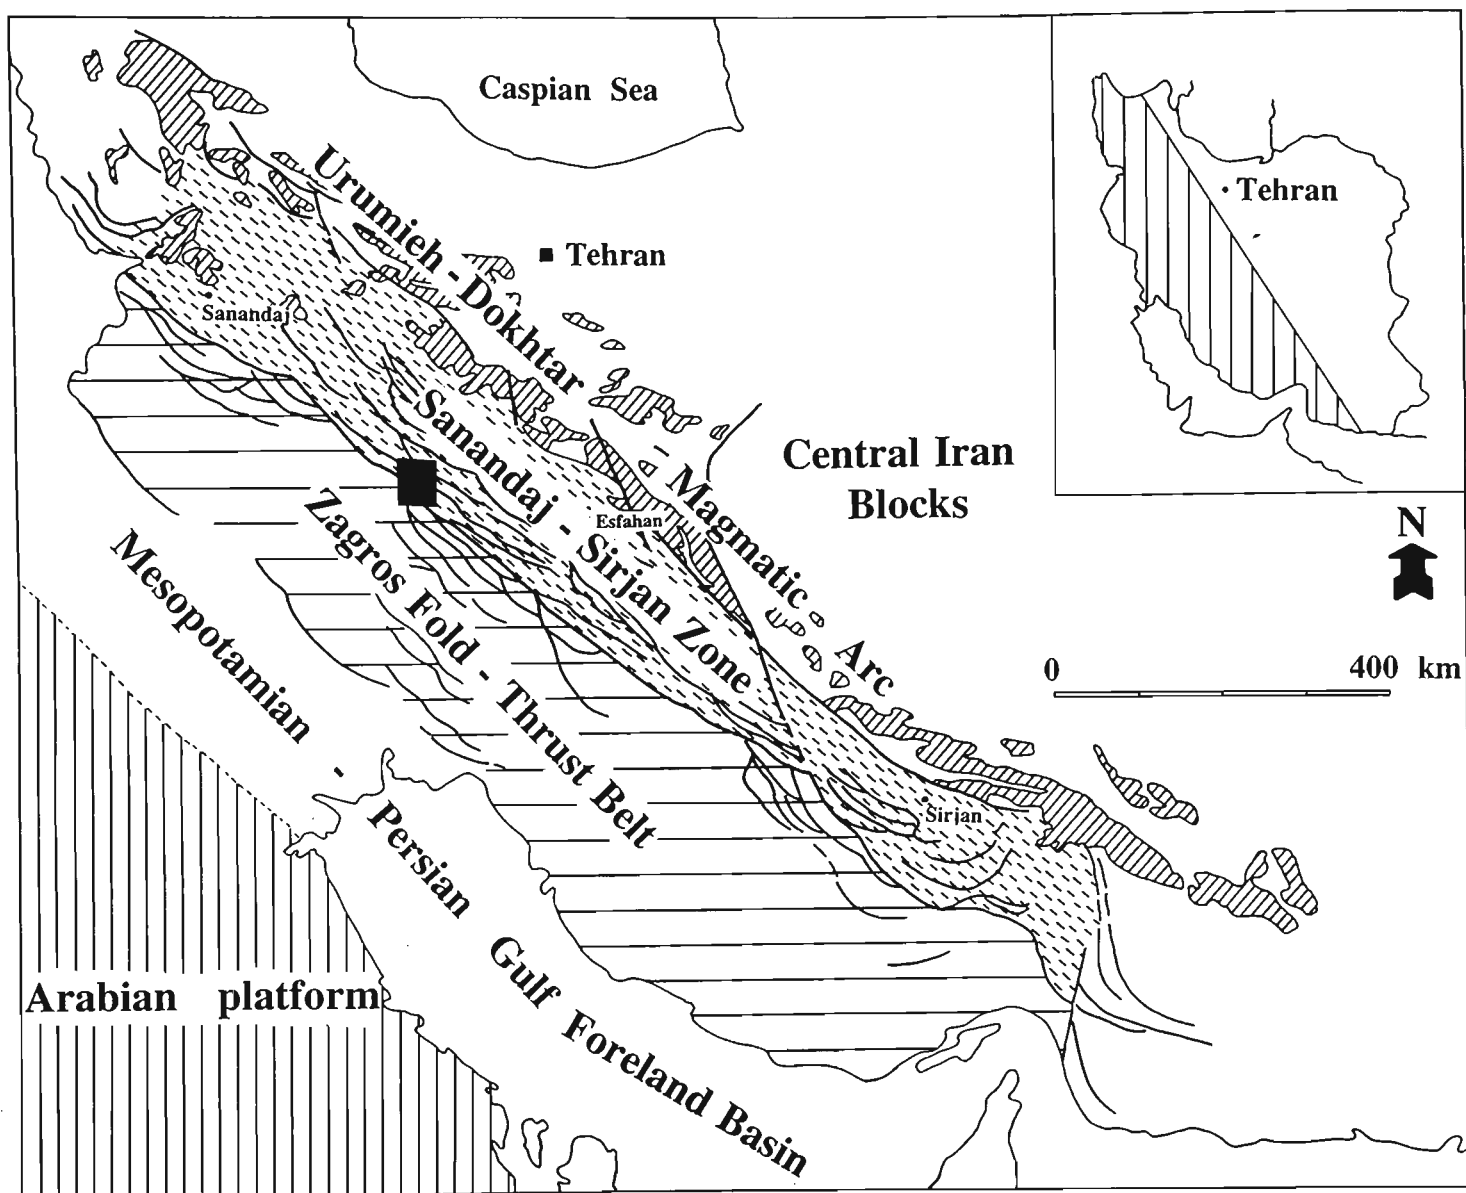 Caspian Sea
Tehran
Urumieh - Dokhtar - Magmatic Arc
Tehran
Sanandaj
Sanandaj - Sirjan Zone
Central Iran
Blocks
Esfahan
N
Zagros Fold - Thrust Belt
Mesopotamian - Persian Gulf Foreland Basin
0 400 km
Sirjan
Arabian platform